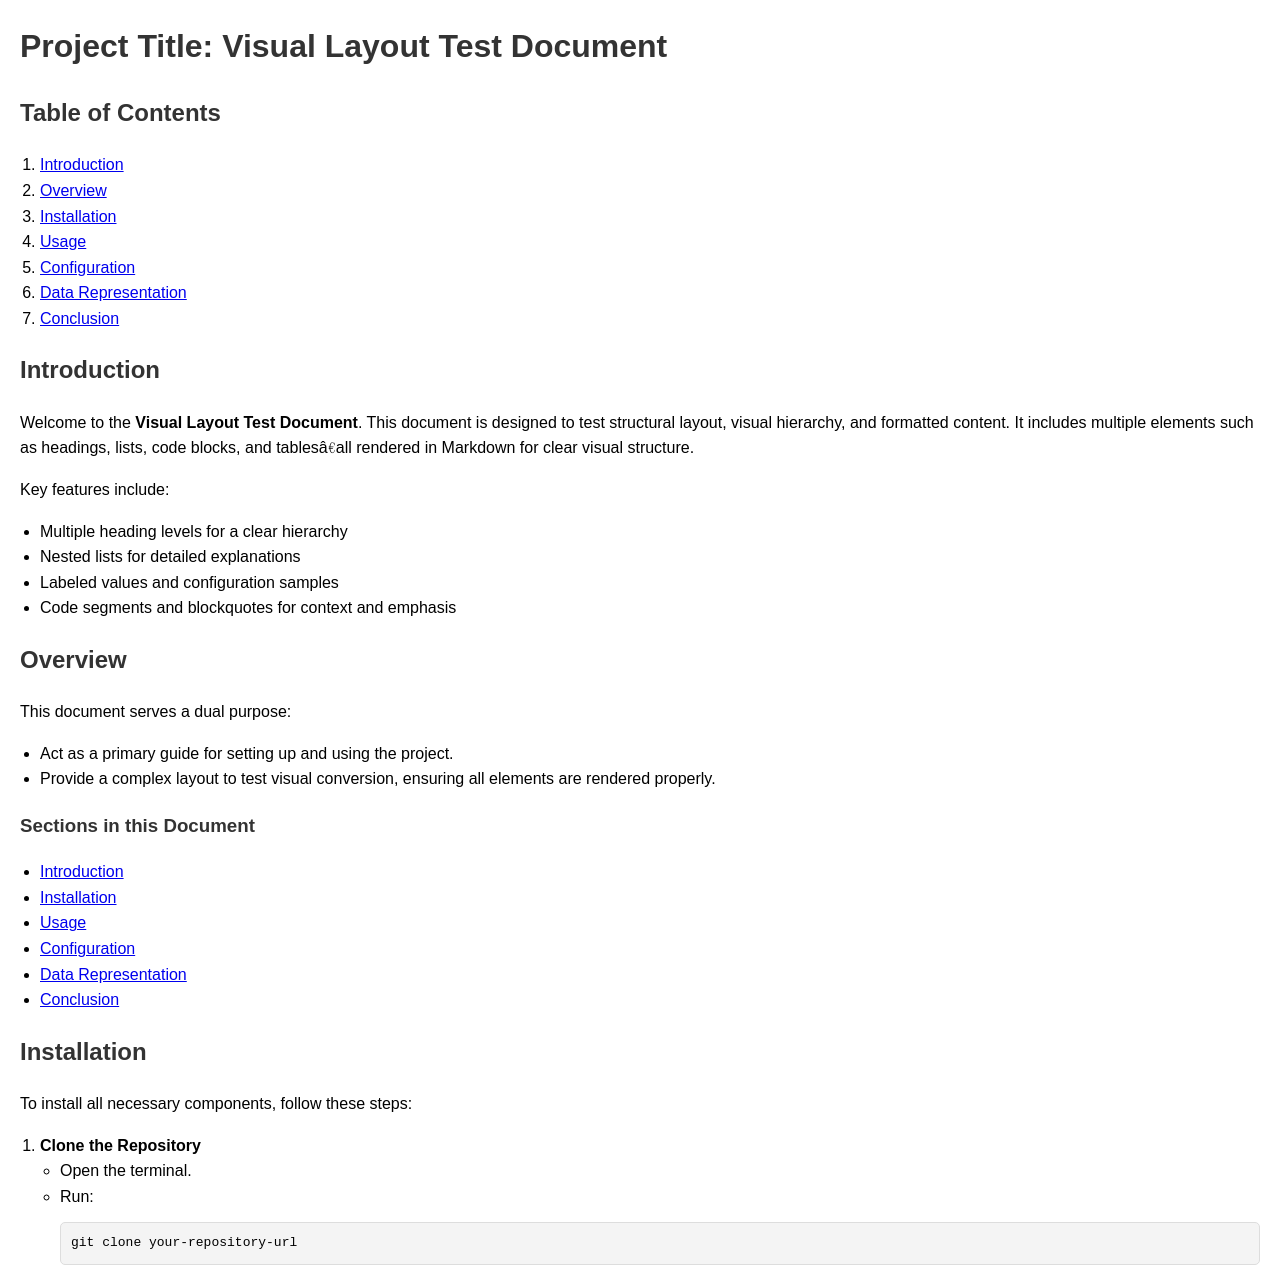 Project Title: Visual Layout Test Document
Table of Contents
1. Introduction
2. Overview
3. Installation
4. Usage
5. Configuration
6. Data Representation
7. Conclusion
Introduction
Welcome to the Visual Layout Test Document. This document is designed to test structural layout, visual hierarchy, and formatted content. It includes multiple elements such
as headings, lists, code blocks, and tablesâ€all rendered in Markdown for clear visual structure.
Key features include:
• Multiple heading levels for a clear hierarchy
• Nested lists for detailed explanations
• Labeled values and configuration samples
• Code segments and blockquotes for context and emphasis
Overview
This document serves a dual purpose:
• Act as a primary guide for setting up and using the project.
• Provide a complex layout to test visual conversion, ensuring all elements are rendered properly.
Sections in this Document
• Introduction
• Installation
• Usage
• Configuration
• Data Representation
• Conclusion
Installation
To install all necessary components, follow these steps:
1. Clone the Repository
◦ Open the terminal.
◦ Run:
git clone your-repository-url